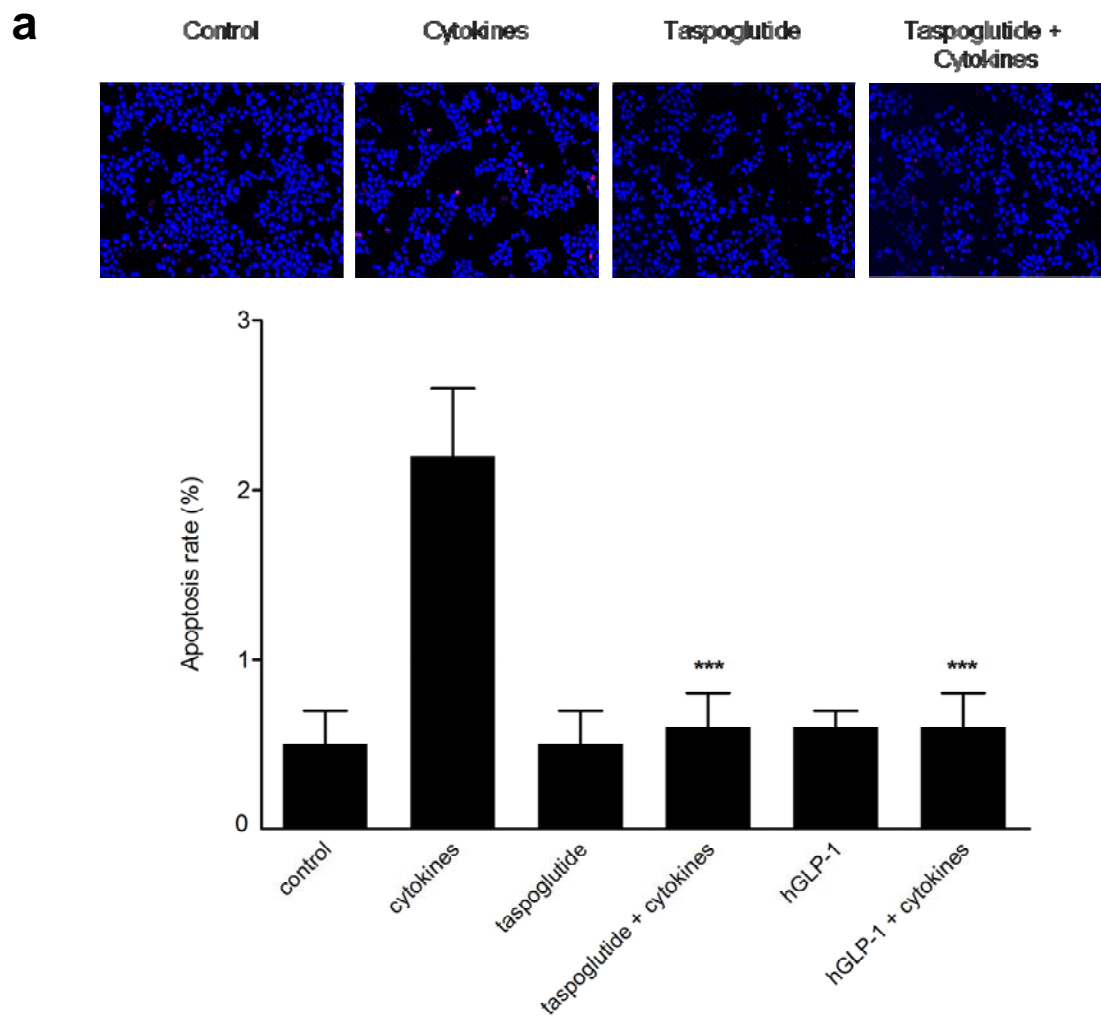 a
Control
Cytokines
Taspoglutide
Taspoglutide +
Cytokines
3
2
1
0
Apoptosis rate (%)
***
***
control
cytokines
taspoglutide
taspoglutide + cytokines
hGLP-1
hGLP-1 + cytokines